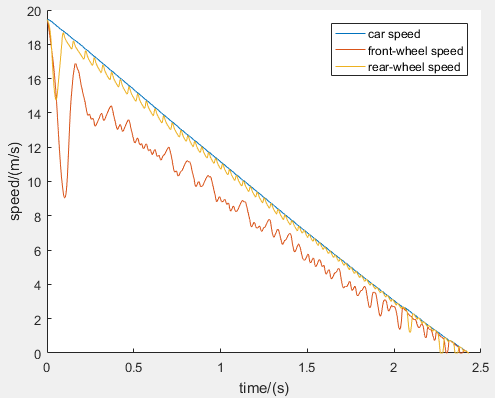 20
18
16
14
12
10
8
6
4
2
0
speed/(m/s)
car speed
front-wheel speed
rear-wheel speed
0 0.5 1 1.5 2 2.5
time/(s)